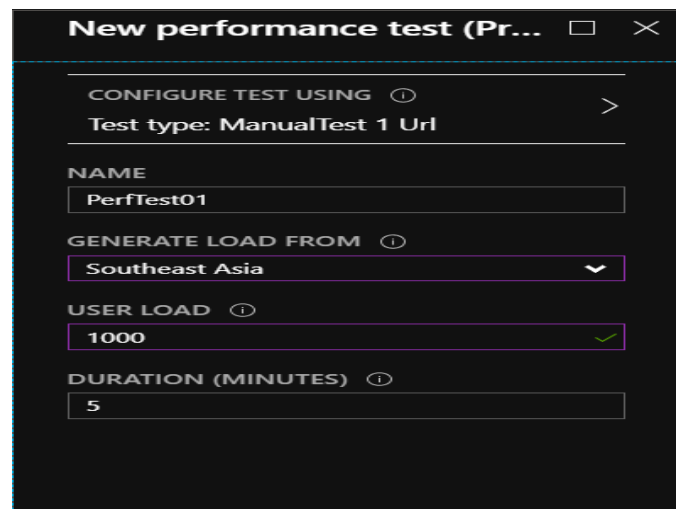 New performance test (Pr...
CONFIGURE TEST USING
Test type: ManualTest 1 Url
NAME
PerfTest01
GENERATE LOAD FROM
Southeast Asia
USER LOAD
1000
DURATION (MINUTES)
5